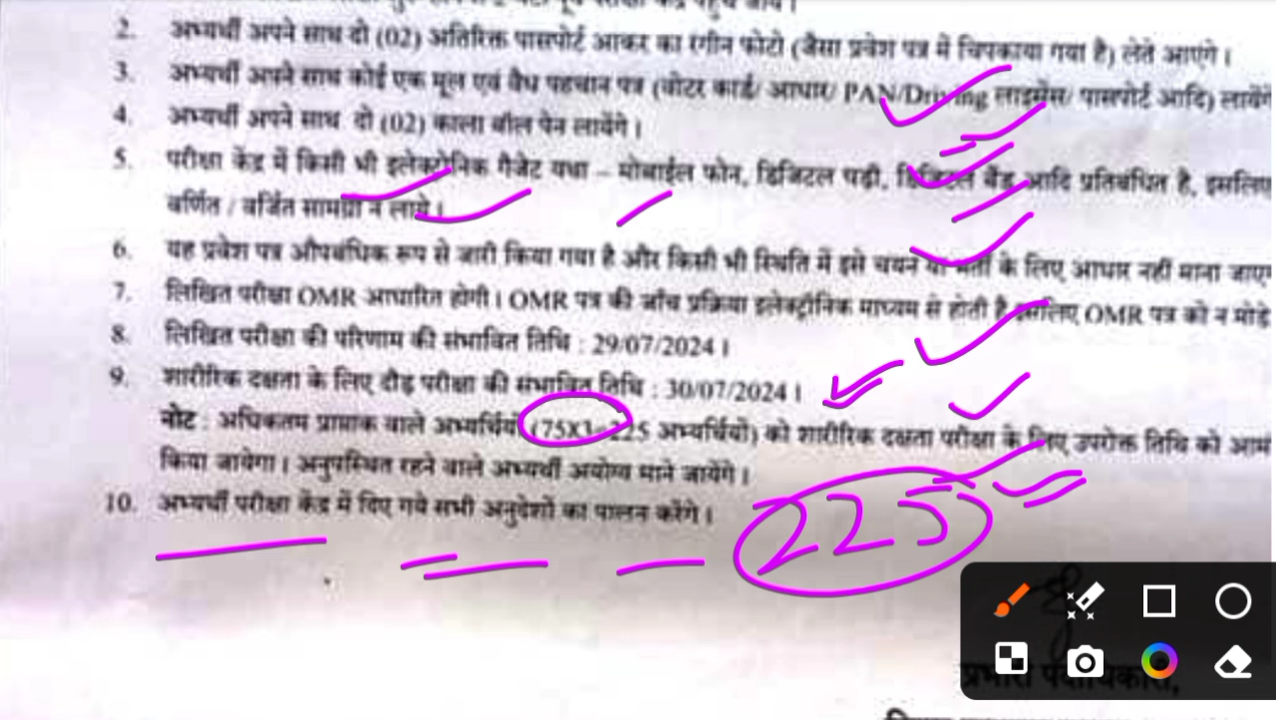 2. अभ्यर्थी अपने साथ दो (02) अतिरिक्त पासपोर्ट आकर का रंगीन फोटो (जैसा प्रवेश पत्र में चिपकाया गया है) लेते आएंगे।
3. अभ्यर्थी अपने साथ कोई एक मूल एवं वैध पहचान पत्र (वोटर कार्ड/ आधार/ PAN/Driving लाइसेंस/ पासपोर्ट आदि) लायेंगे
4. अभ्यर्थी अपने साथ दो (02) काला बॉल पेन लायेंगे।
5. परीक्षा केंद्र में किसी भी इलेक्ट्रोनिक गैजेट यथा – मोबाईल फोन, डिजिटल घड़ी, डिजिटल बैंड आदि प्रतिबंधित है, इसलिए
वर्णित / वर्जित सामग्री न लाये।
6. यह प्रवेश पत्र औपबंधिक रूप से जारी किया गया है और किसी भी स्थिति में इसे चयन या भर्ती के लिए आधार नहीं माना जाए
7. लिखित परीक्षा OMR आधारित होगी। OMR पत्र की जाँच प्रक्रिया इलेक्ट्रौनिक माध्यम से होती है इसलिए OMR पत्र को न मोड़े
8. लिखित परीक्षा की परिणाम की संभावित तिथि : 29/07/2024।
9. शारीरिक दक्षता के लिए दौड़ परीक्षा की संभावित तिथि : 30/07/2024।
नोट : अधिकतम प्राप्तांक वाले अभ्यर्थियों (75X3=225 अभ्यर्थियों) को शारीरिक दक्षता परीक्षा के लिए उपरोक्त तिथि को आमं
किया जायेगा। अनुपस्थित रहने वाले अभ्यर्थी अयोग्य माने जायेंगे।
10. अभ्यर्थी परीक्षा केंद्र में दिए गये सभी अनुदेशों का पालन करेंगे।
225